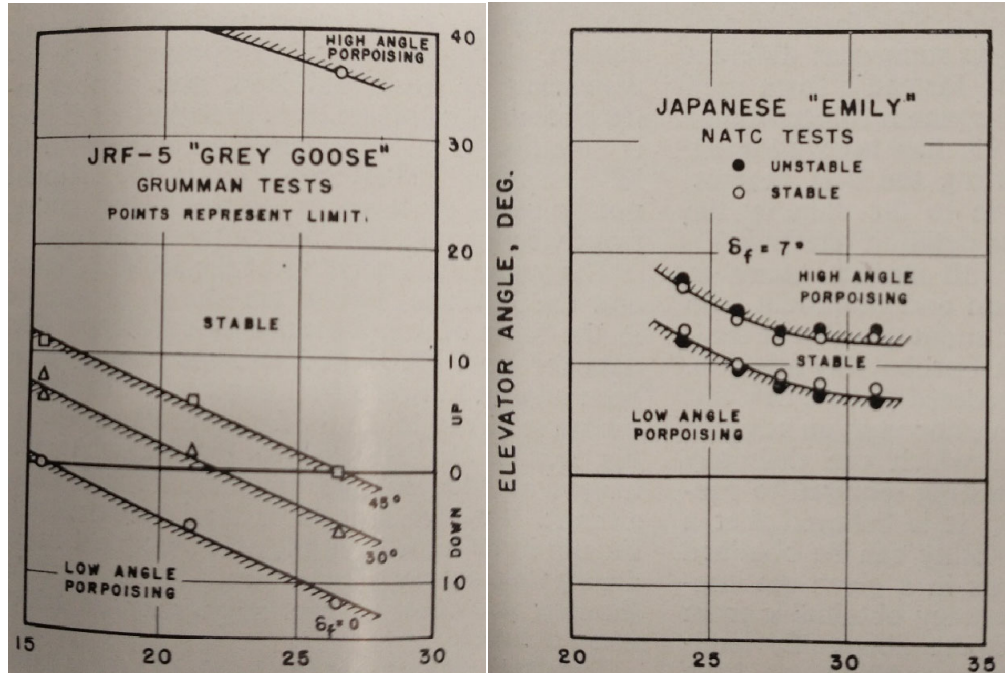 HIGH ANGLE
PORPOISING
40
30
20
10
0
10
UP
DOWN
JRF-5 "GREY GOOSE"
GRUMMAN TESTS
POINTS REPRESENT LIMIT.
STABLE
45°
30°
δf=0
LOW ANGLE
PORPOISING
15
20
25
30
ELEVATOR ANGLE, DEG.
JAPANESE "EMILY"
NATC TESTS
UNSTABLE
STABLE
δf = 7°
HIGH ANGLE
PORPOISING
STABLE
LOW ANGLE
PORPOISING
20
25
30
35